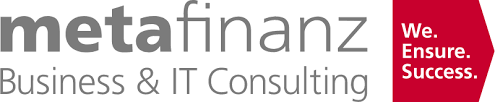 metafinanz
Business & IT Consulting
We.
Ensure.
Success.